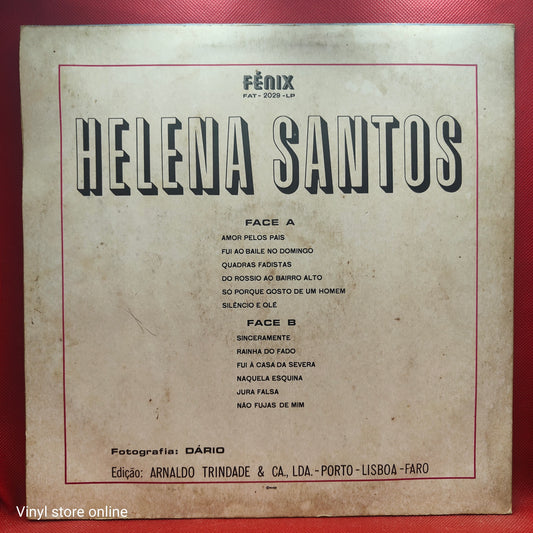 FÉNIX
FAT - 2029 - LP
HELENA SANTOS
FACE A
AMOR PELOS PAIS
FUI AO BAILE NO DOMINGO
QUADRAS FADISTAS
DO ROSSIO AO BAIRRO ALTO
SÓ PORQUE GOSTO DE UM HOMEM
SILÊNCIO E OLÉ
FACE B
SINCERAMENTE
RAINHA DO FADO
FUI À CASA DA SEVERA
NAQUELA ESQUINA
JURA FALSA
NÃO FUJAS DE MIM
Fotografia: DÁRIO
Edição: ARNALDO TRINDADE & CA., LDA. - PORTO - LISBOA - FARO
Vinyl store online